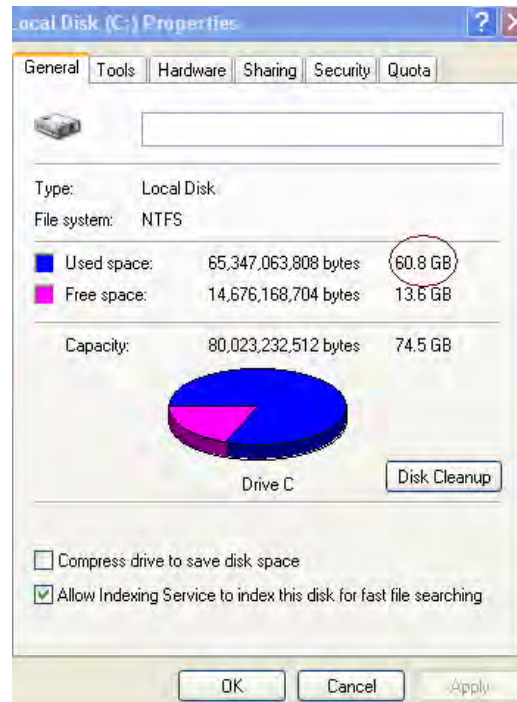 Local Disk (C:) Properties
General Tools Hardware Sharing Security Quota
Type: Local Disk
File system: NTFS
Used space: 65,347,063,808 bytes 60.8 GB
Free space: 14,676,168,704 bytes 13.6 GB
Capacity: 80,023,232,512 bytes 74.5 GB
Drive C
Disk Cleanup
Compress drive to save disk space
Allow Indexing Service to index this disk for fast file searching
OK Cancel Apply